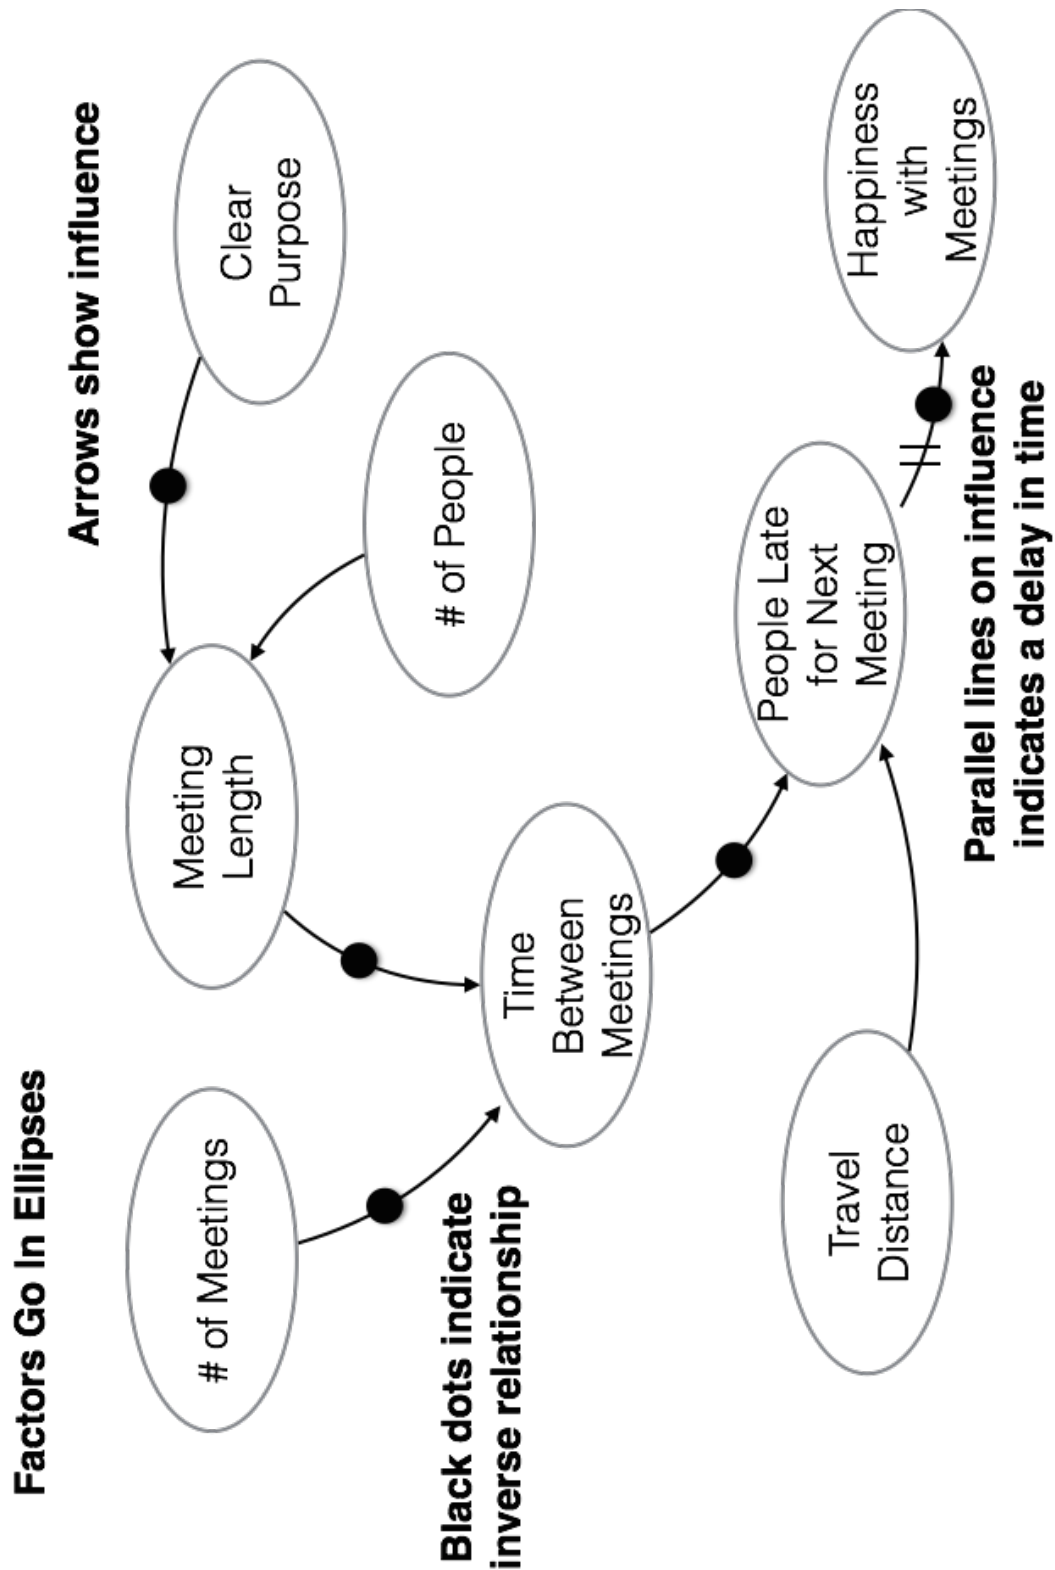 Factors Go In Ellipses
Arrows show influence
# of Meetings
Meeting
Length
Clear
Purpose
# of People
Black dots indicate
inverse relationship
Time
Between
Meetings
People Late
for Next
Meeting
Travel
Distance
Happiness
with
Meetings
Parallel lines on influence
indicates a delay in time